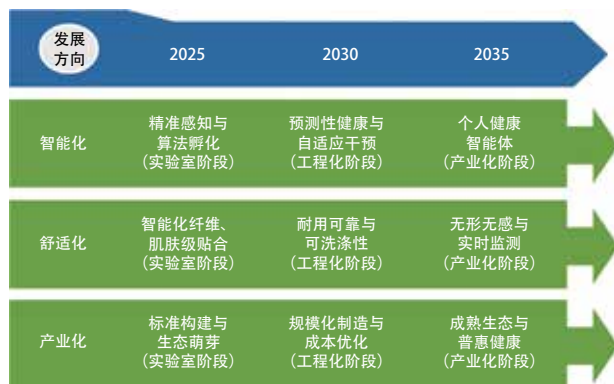 发展
方向
2025
2030
2035
智能化
精准感知与
算法孵化
(实验室阶段)
预测性健康与
自适应干预
(工程化阶段)
个人健康
智能体
(产业化阶段)
舒适化
智能化纤维、
肌肤级贴合
(实验室阶段)
耐用可靠与
可洗涤性
(工程化阶段)
无形无感与
实时监测
(产业化阶段)
产业化
标准构建与
生态萌芽
(实验室阶段)
规模化制造与
成本优化
(工程化阶段)
成熟生态与
普惠健康
(产业化阶段)